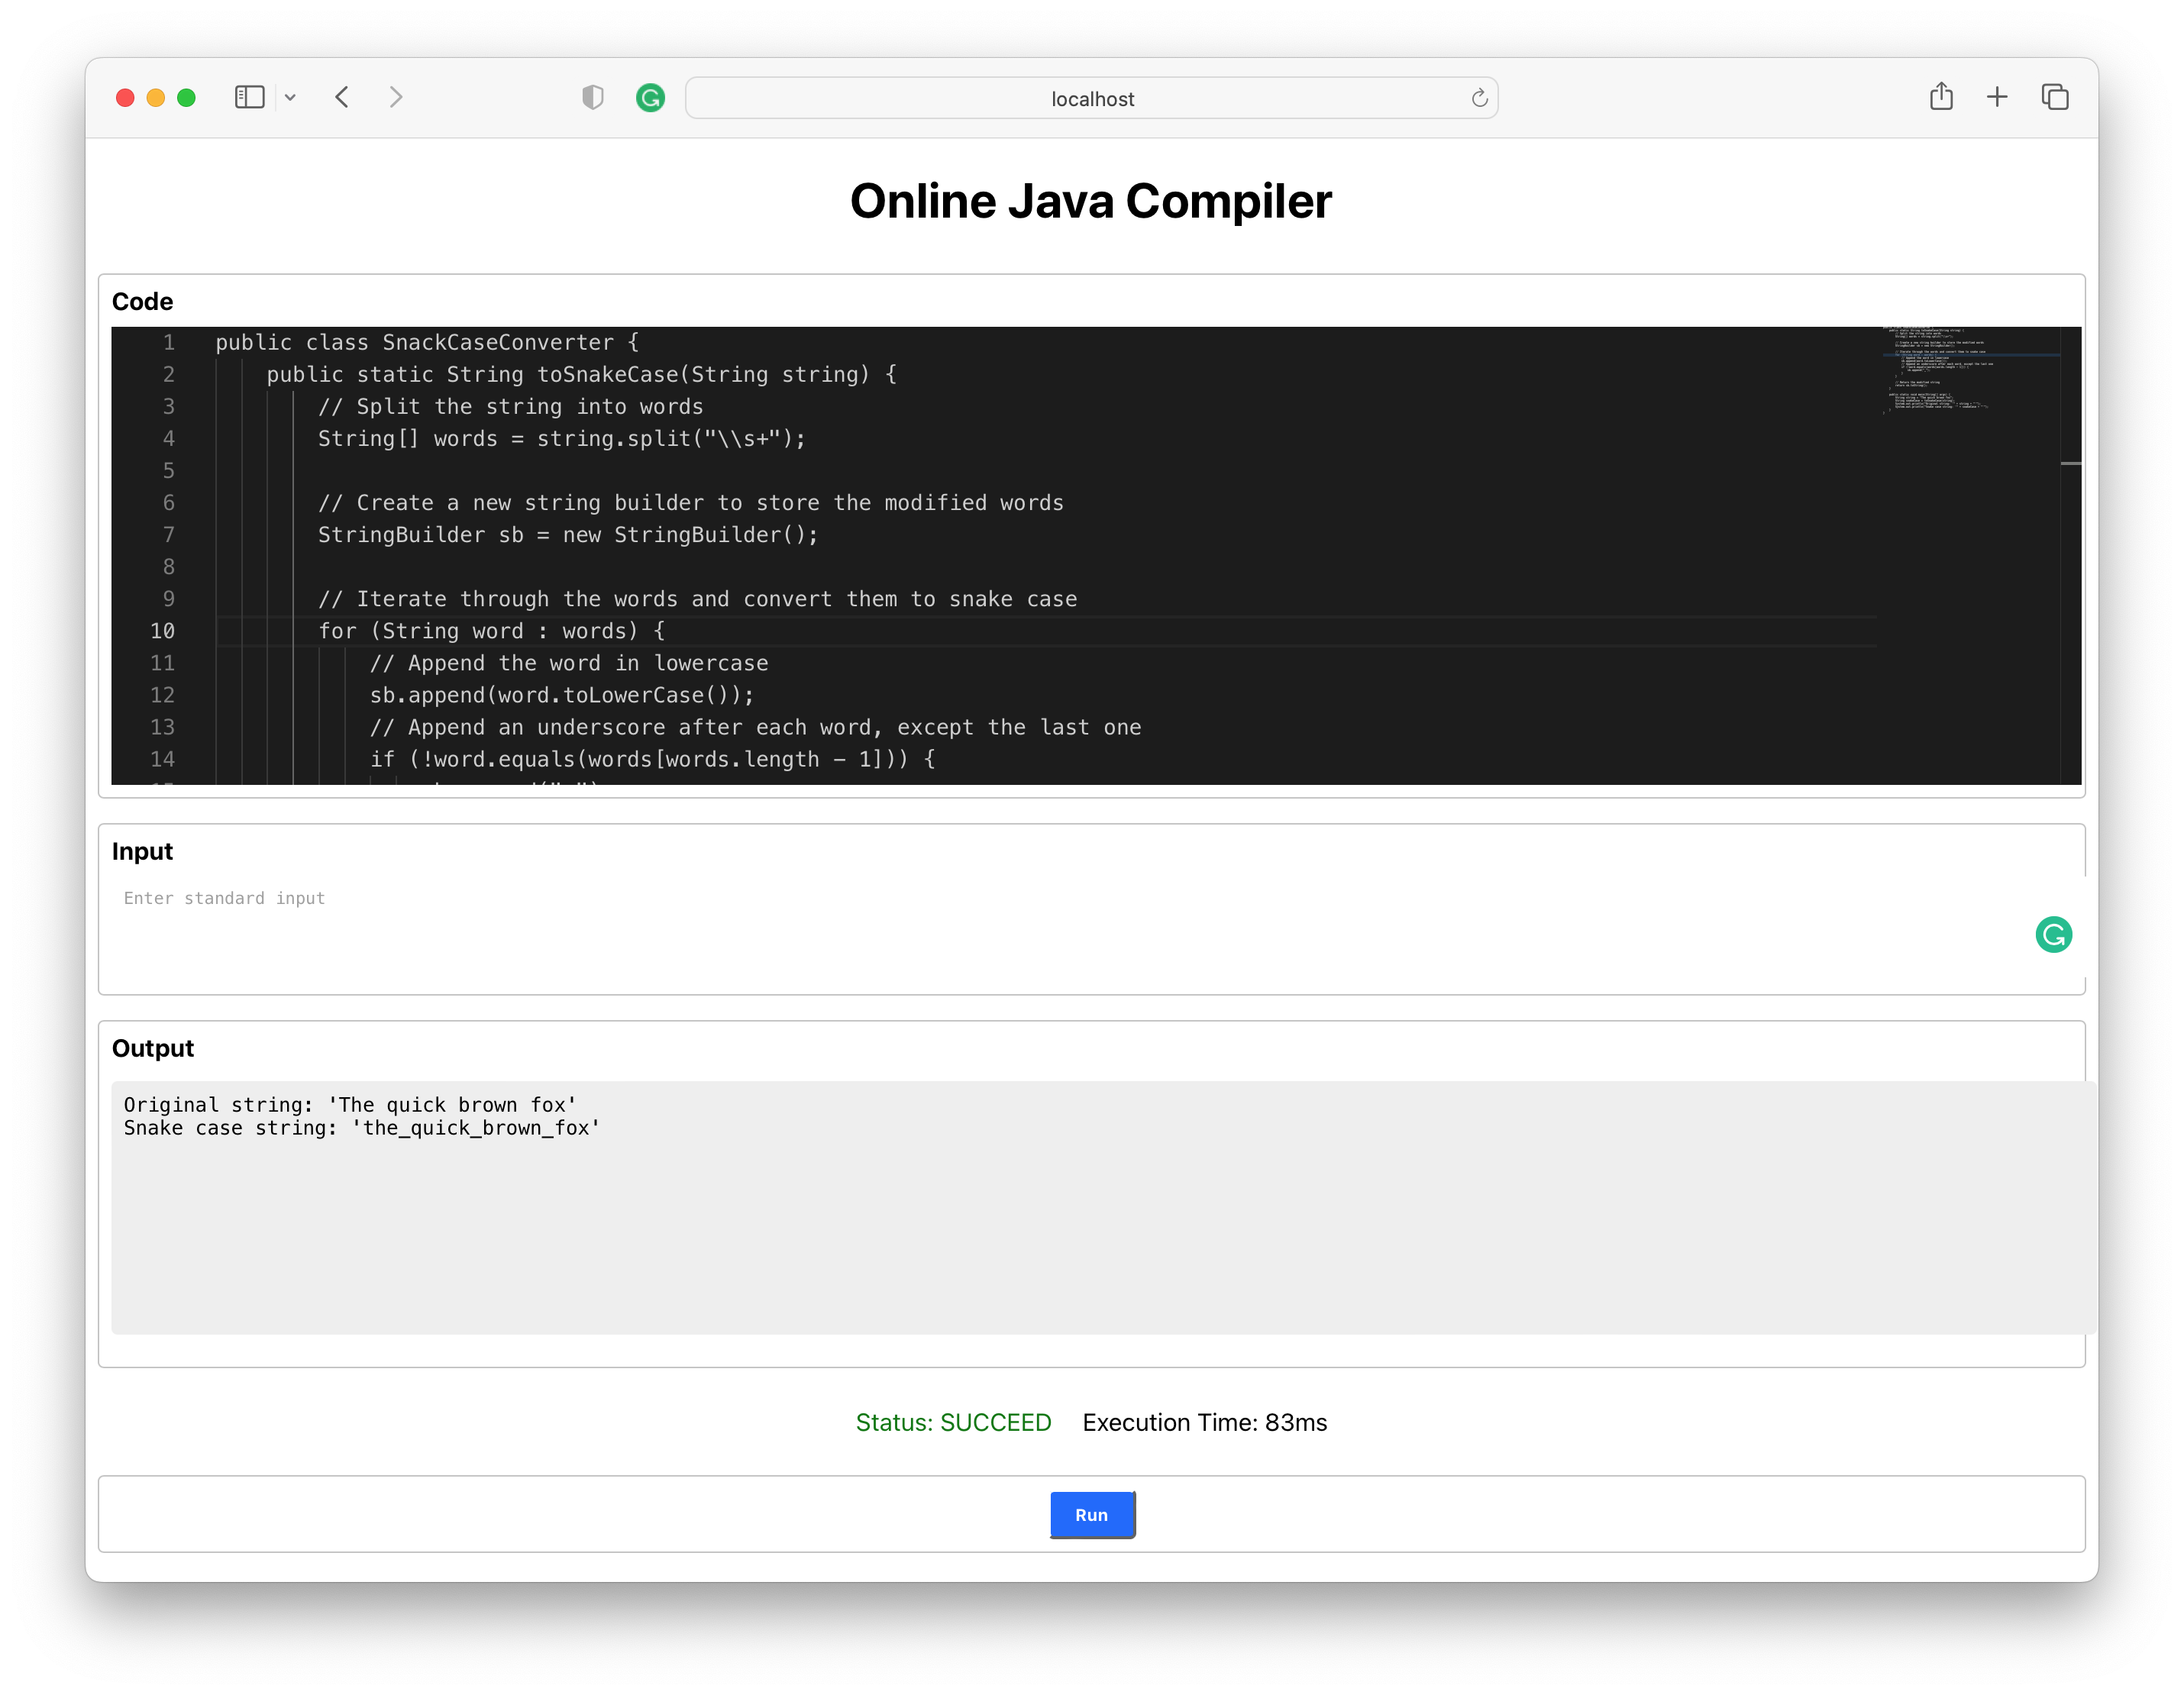 localhost
Online Java Compiler
Code
1 public class SnackCaseConverter {
2 public static String toSnakeCase(String string) {
3 // Split the string into words
4 String[] words = string.split("\\s+");
5
6 // Create a new string builder to store the modified words
7 StringBuilder sb = new StringBuilder();
8
9 // Iterate through the words and convert them to snake case
10 for (String word : words) {
11 // Append the word in lowercase
12 sb.append(word.toLowerCase());
13 // Append an underscore after each word, except the last one
14 if (!word.equals(words[words.length - 1])) {
Input
Enter standard input
Output
Original string: 'The quick brown fox'
Snake case string: 'the_quick_brown_fox'
Status: SUCCEED Execution Time: 83ms
Run